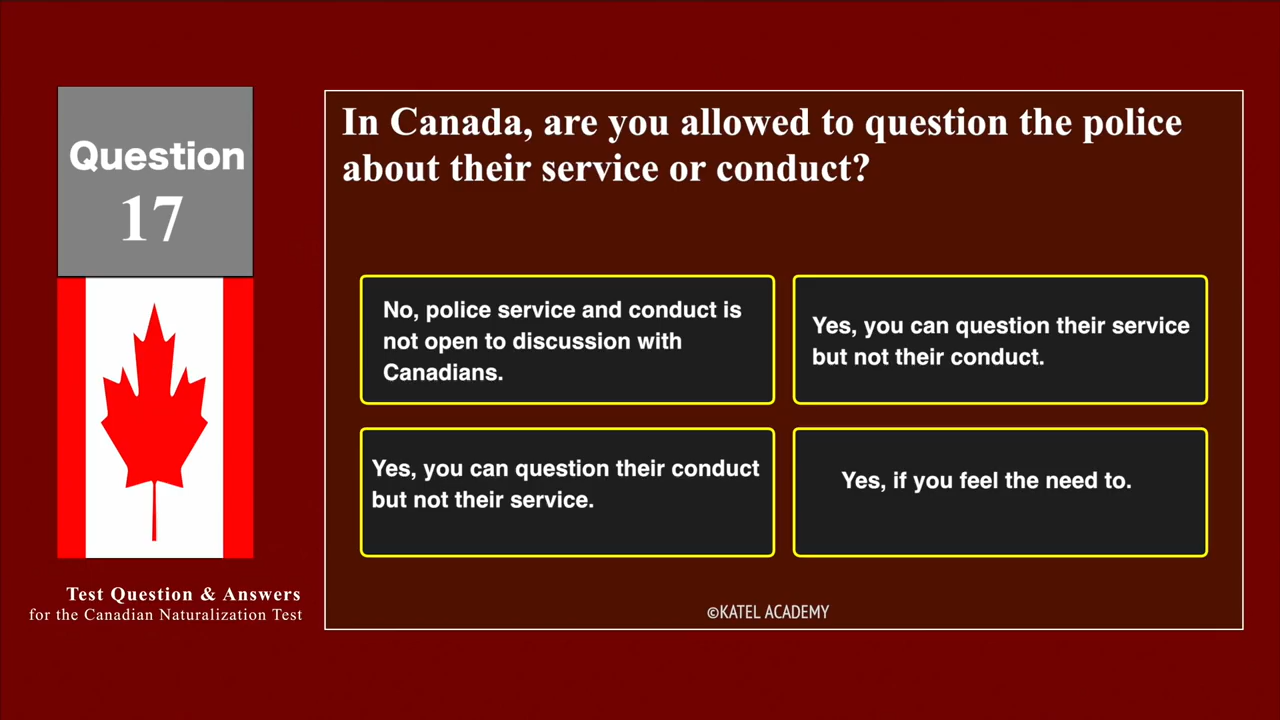 Question
17
Test Question & Answers
for the Canadian Naturalization Test
In Canada, are you allowed to question the police
about their service or conduct?
No, police service and conduct is
not open to discussion with
Canadians.
Yes, you can question their service
but not their conduct.
Yes, you can question their conduct
but not their service.
Yes, if you feel the need to.
©KATEL ACADEMY